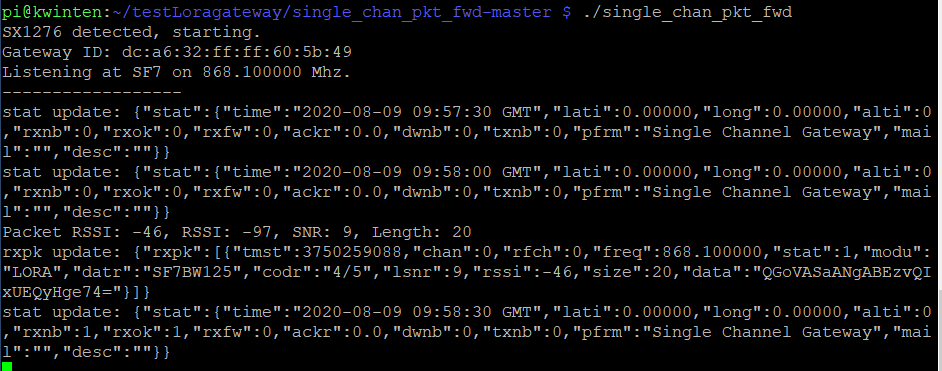 pi@kwinten:~/testLoragateway/single_chan_pkt_fwd-master $ ./single_chan_pkt_fwd
SX1276 detected, starting.
Gateway ID: dc:a6:32:ff:ff:60:5b:49
Listening at SF7 on 868.100000 Mhz.
------------------
stat update: {"stat":{"time":"2020-08-09 09:57:30 GMT","lati":0.00000,"long":0.00000,"alti":0
,"rxnb":0,"rxok":0,"rxfw":0,"ackr":0.0,"dwnb":0,"txnb":0,"pfrm":"Single Channel Gateway","mai
l":"","desc":""}}
stat update: {"stat":{"time":"2020-08-09 09:58:00 GMT","lati":0.00000,"long":0.00000,"alti":0
,"rxnb":0,"rxok":0,"rxfw":0,"ackr":0.0,"dwnb":0,"txnb":0,"pfrm":"Single Channel Gateway","mai
l":"","desc":""}}
Packet RSSI: -46, RSSI: -97, SNR: 9, Length: 20
rxpk update: {"rxpk":[{"tmst":3750259088,"chan":0,"rfch":0,"freq":868.100000,"stat":1,"modu":
"LORA","datr":"SF7BW125","codr":"4/5","lsnr":9,"rssi":-46,"size":20,"data":"QGoVASaANgABEzvQI
xUEQyHge74="}]}
stat update: {"stat":{"time":"2020-08-09 09:58:30 GMT","lati":0.00000,"long":0.00000,"alti":0
,"rxnb":1,"rxok":1,"rxfw":0,"ackr":0.0,"dwnb":0,"txnb":0,"pfrm":"Single Channel Gateway","mai
l":"","desc":""}}